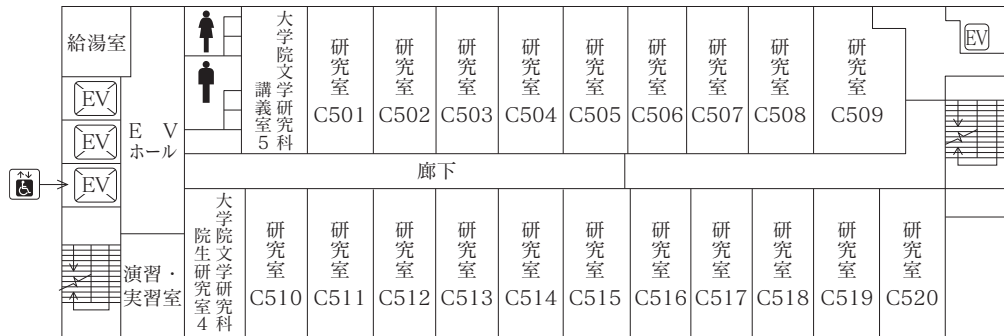 給湯室
EV
EV
EV
E V
ホール
演習・
実習室
大学院文学研究科
講義室5
研究室
C501
研究室
C502
研究室
C503
研究室
C504
研究室
C505
研究室
C506
研究室
C507
研究室
C508
研究室
C509
EV
廊下
大学院文学研究科
院生研究室4
研究室
C510
研究室
C511
研究室
C512
研究室
C513
研究室
C514
研究室
C515
研究室
C516
研究室
C517
研究室
C518
研究室
C519
研究室
C520